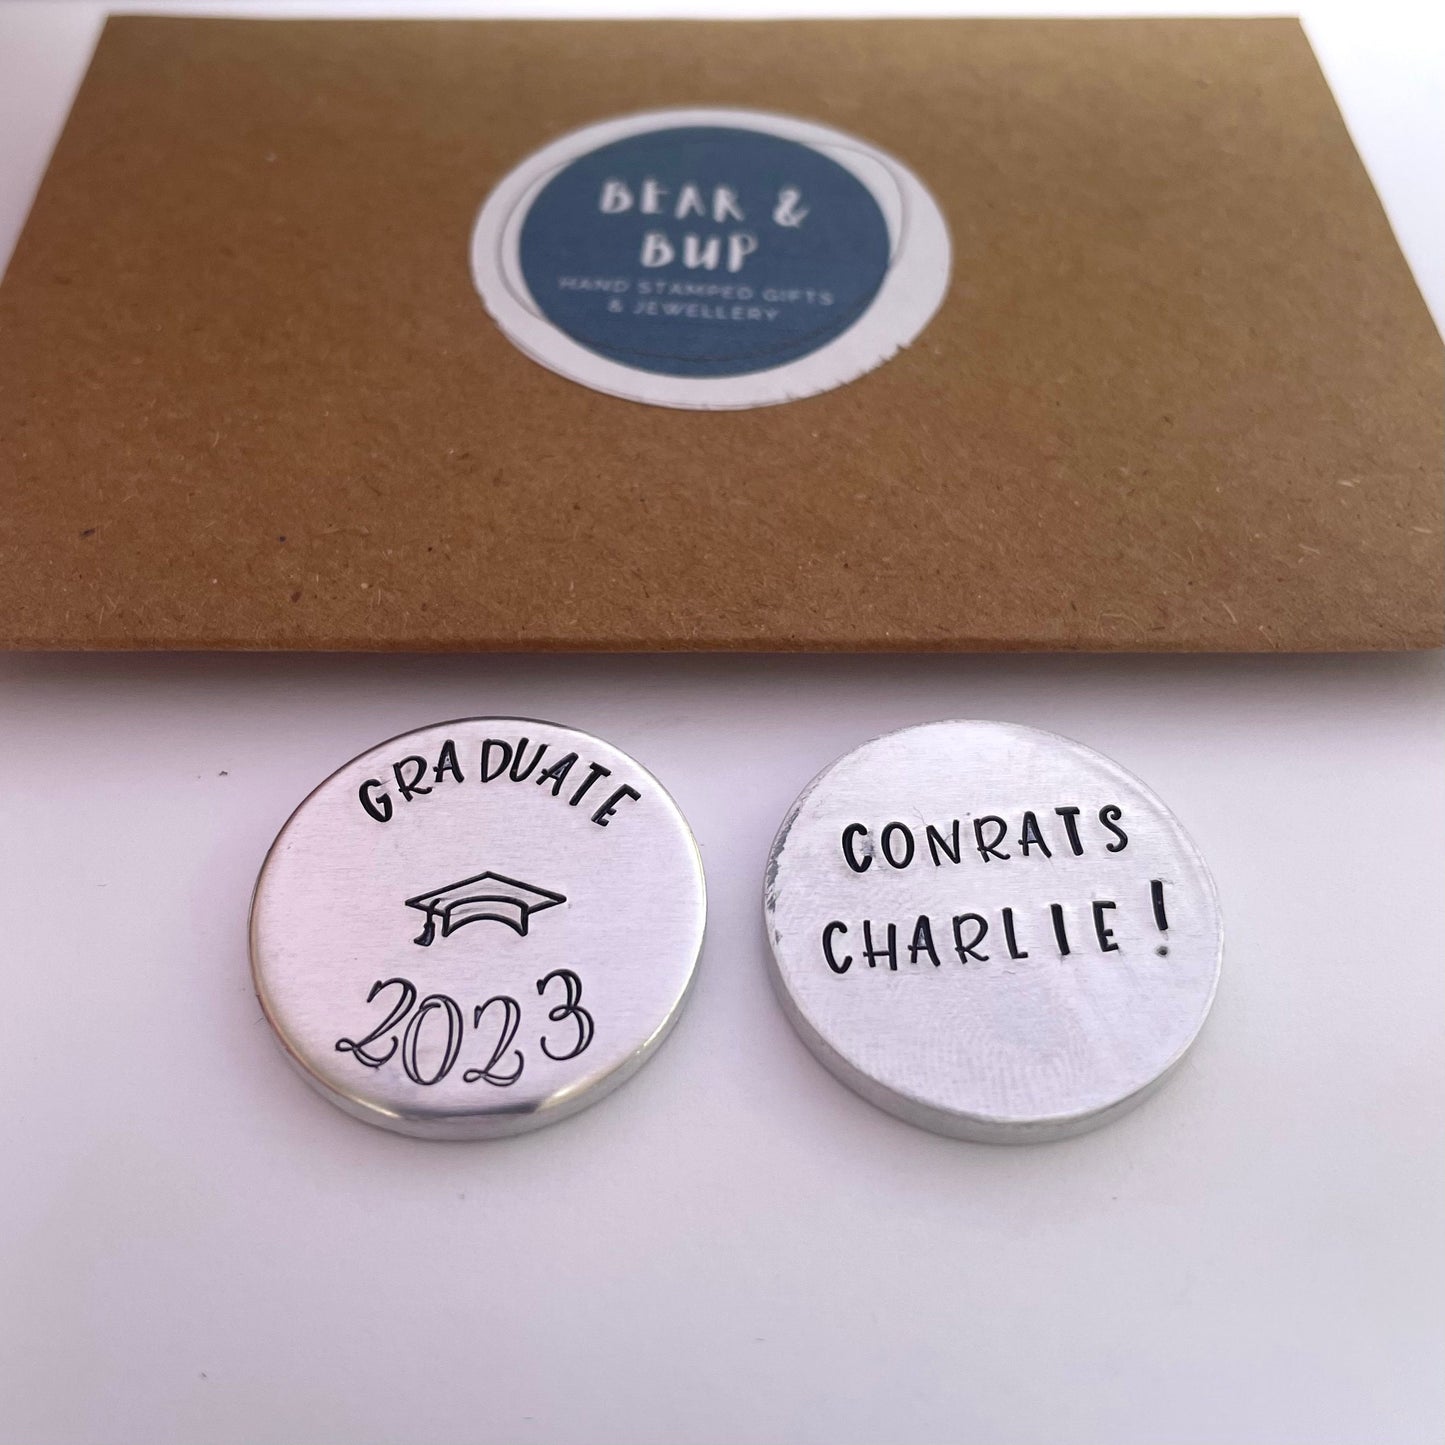 BEAR &
BUP
HAND STAMPED GIFTS
& JEWELLERY
GRADUATE
2023
CONRATS
CHARLIE!